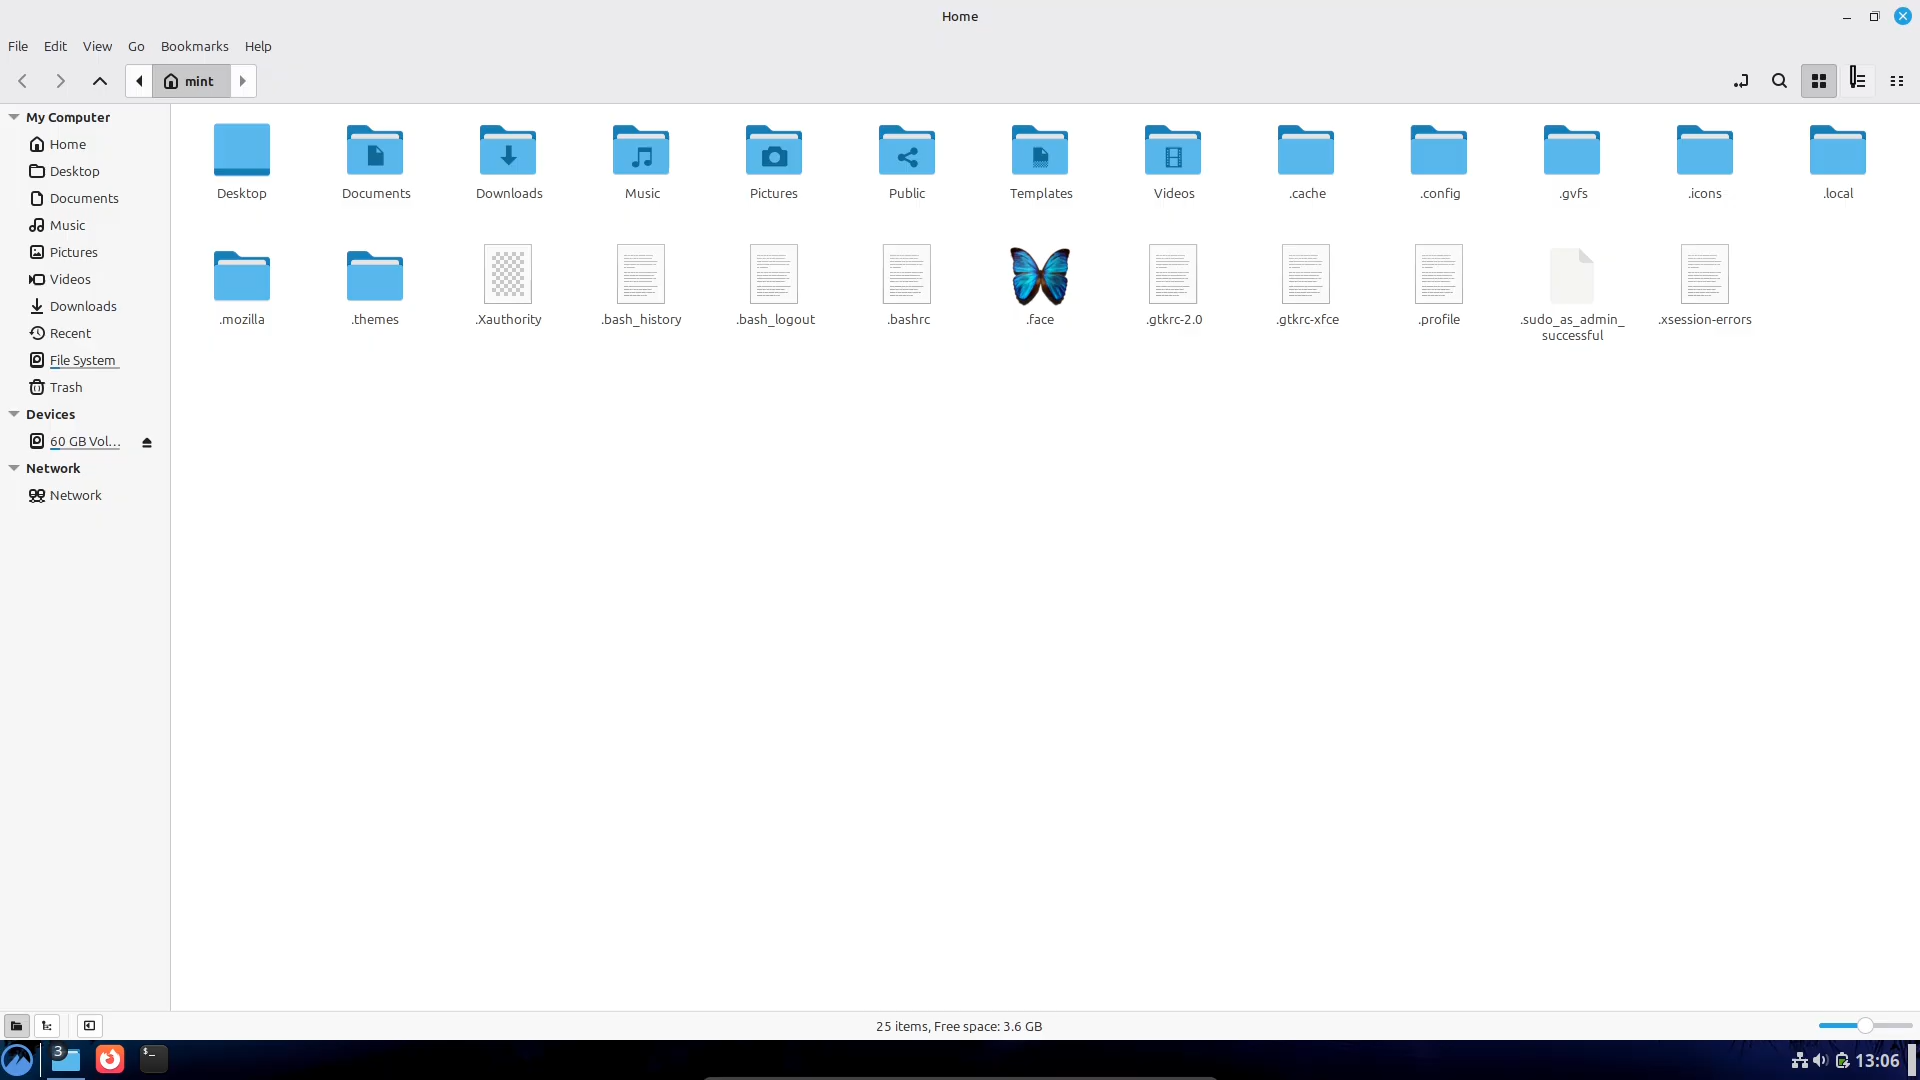 Home
File Edit View Go Bookmarks Help
mint
My Computer
Home
Desktop
Documents
Music
Pictures
Videos
Downloads
Recent
File System
Trash
Devices
60 GB Vol...
Network
Network
Desktop Documents Downloads Music Pictures Public Templates Videos .cache .config .gvfs .icons .local
.mozilla .themes .Xauthority .bash_history .bash_logout .bashrc .face .gtkrc-2.0 .gtkrc-xfce .profile .sudo_as_admin_ .xsession-errors
successful
25 items, Free space: 3.6 GB
3
$_
13:06